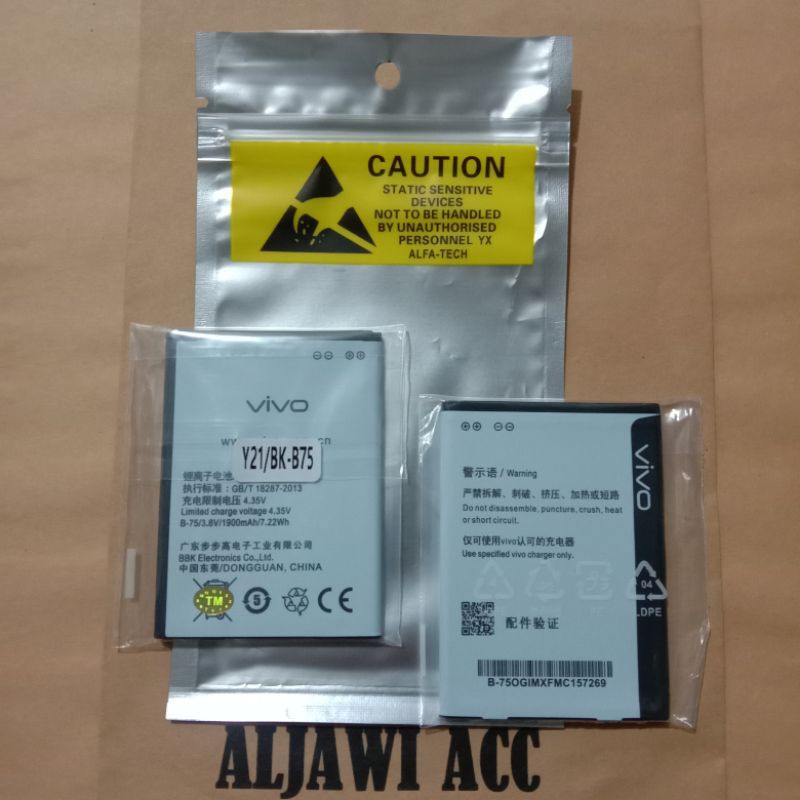 CAUTION
STATIC SENSITIVE
DEVICES
NOT TO BE HANDLED
BY UNAUTHORISED
PERSONNEL YX
ALFA-TECH
vivo
www.
.cn
Y21/BK-B75
锂离子电池
执行标准：GB/T 18287-2013
充电限制电压 4.35V
Limited charge voltage 4.35V
B-75/3.8V/1900mAh/7.22Wh
广东步步高电子工业有限公司
BBK Electronics Co.,Ltd.
中国东莞/DONGGUAN, CHINA
TM
5
CE
vivo
警示语 / Warning
严禁拆解、刺破、挤压、加热或短路
Do not disassemble, puncture, crush, heat
or short circuit.
仅可使用vivo认可的充电器
Use specified vivo charger only.
04
LDPE
配件验证
B-75OGIMXFMC157269
ALJAWI ACC